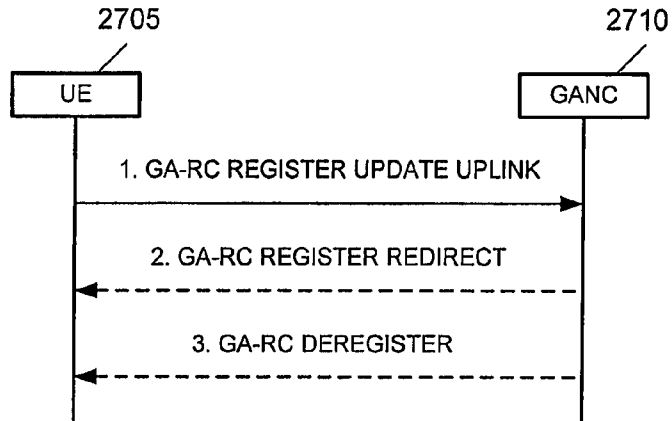 2705
2710
UE
GANC
1. GA-RC REGISTER UPDATE UPLINK
2. GA-RC REGISTER REDIRECT
3. GA-RC DEREGISTER